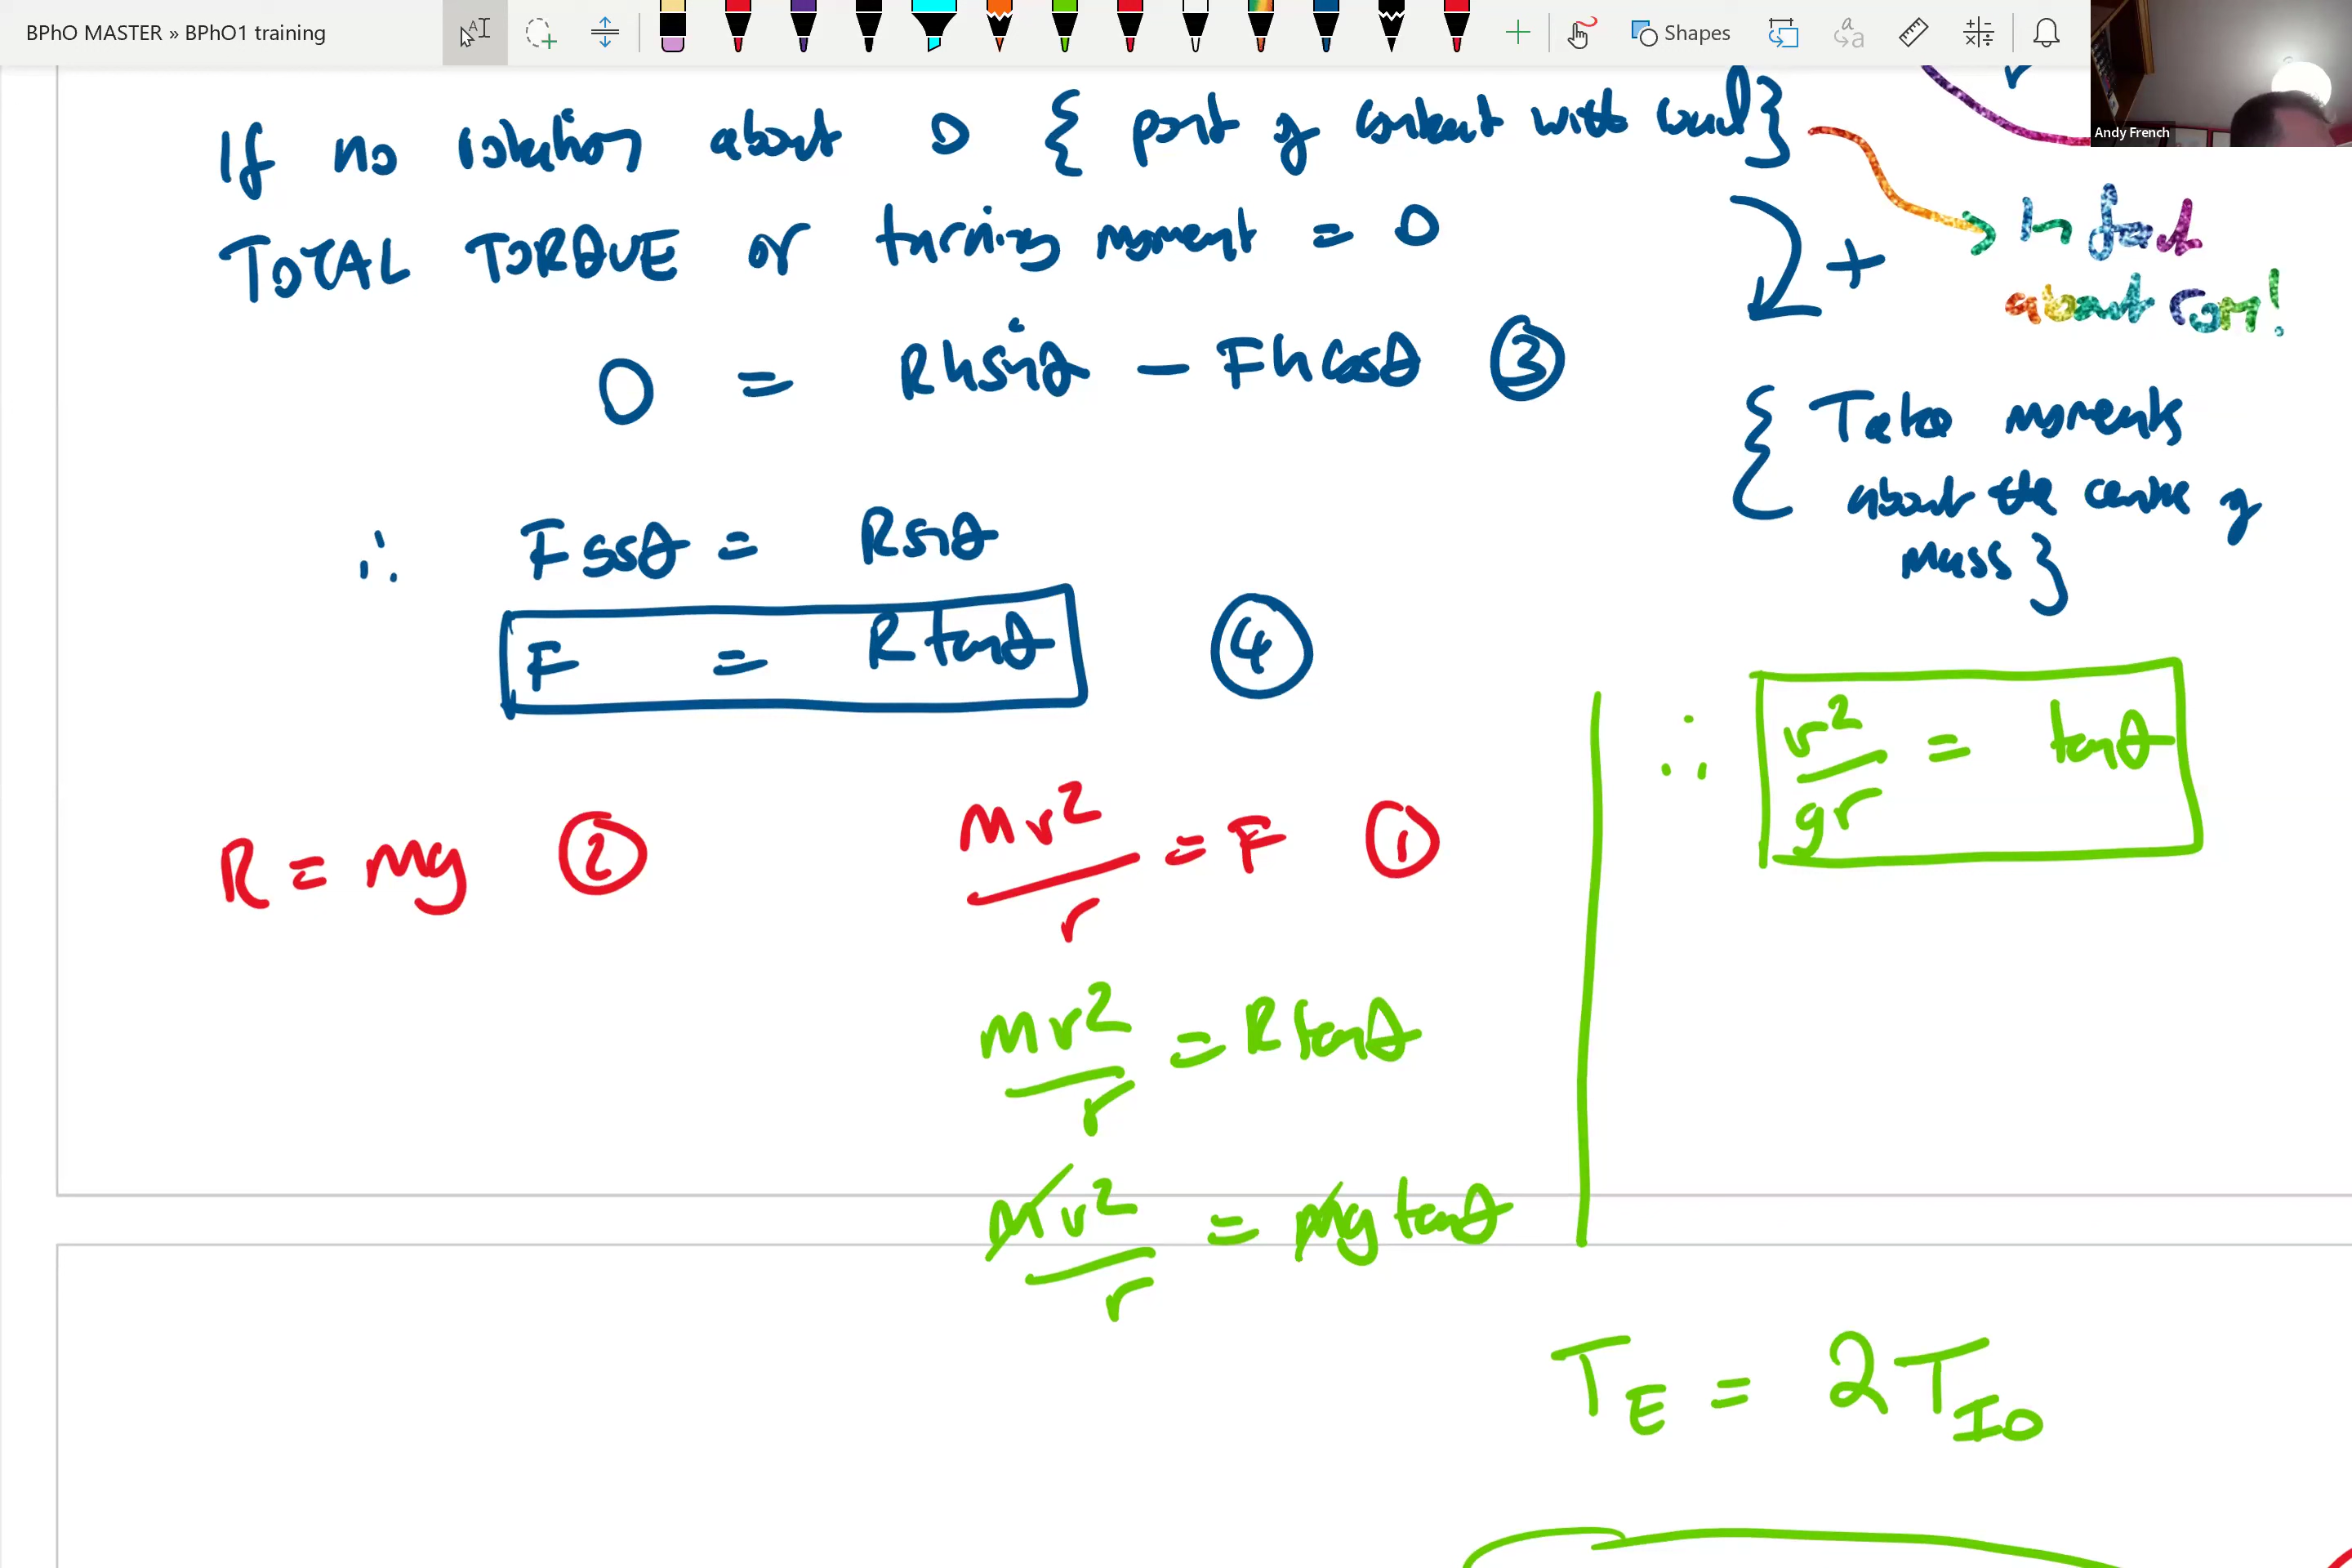 BPhO MASTER » BPhO1 training
Shapes
Andy French
r
If no rotation about O { point of contact with road }
In fact
about COM!
TOTAL TORQUE or turning moment = 0
+
0 = Rh sinθ - Fh cosθ ③
{ Take moments
about the centre of
mass }
∴ F cosθ = R sinθ
F = R tanθ ④
∴ v²/gr = tanθ
R = mg ②
mv²/r = F ①
mv²/r = R tanθ
mv²/r = mg tanθ
T_E = 2T_IO